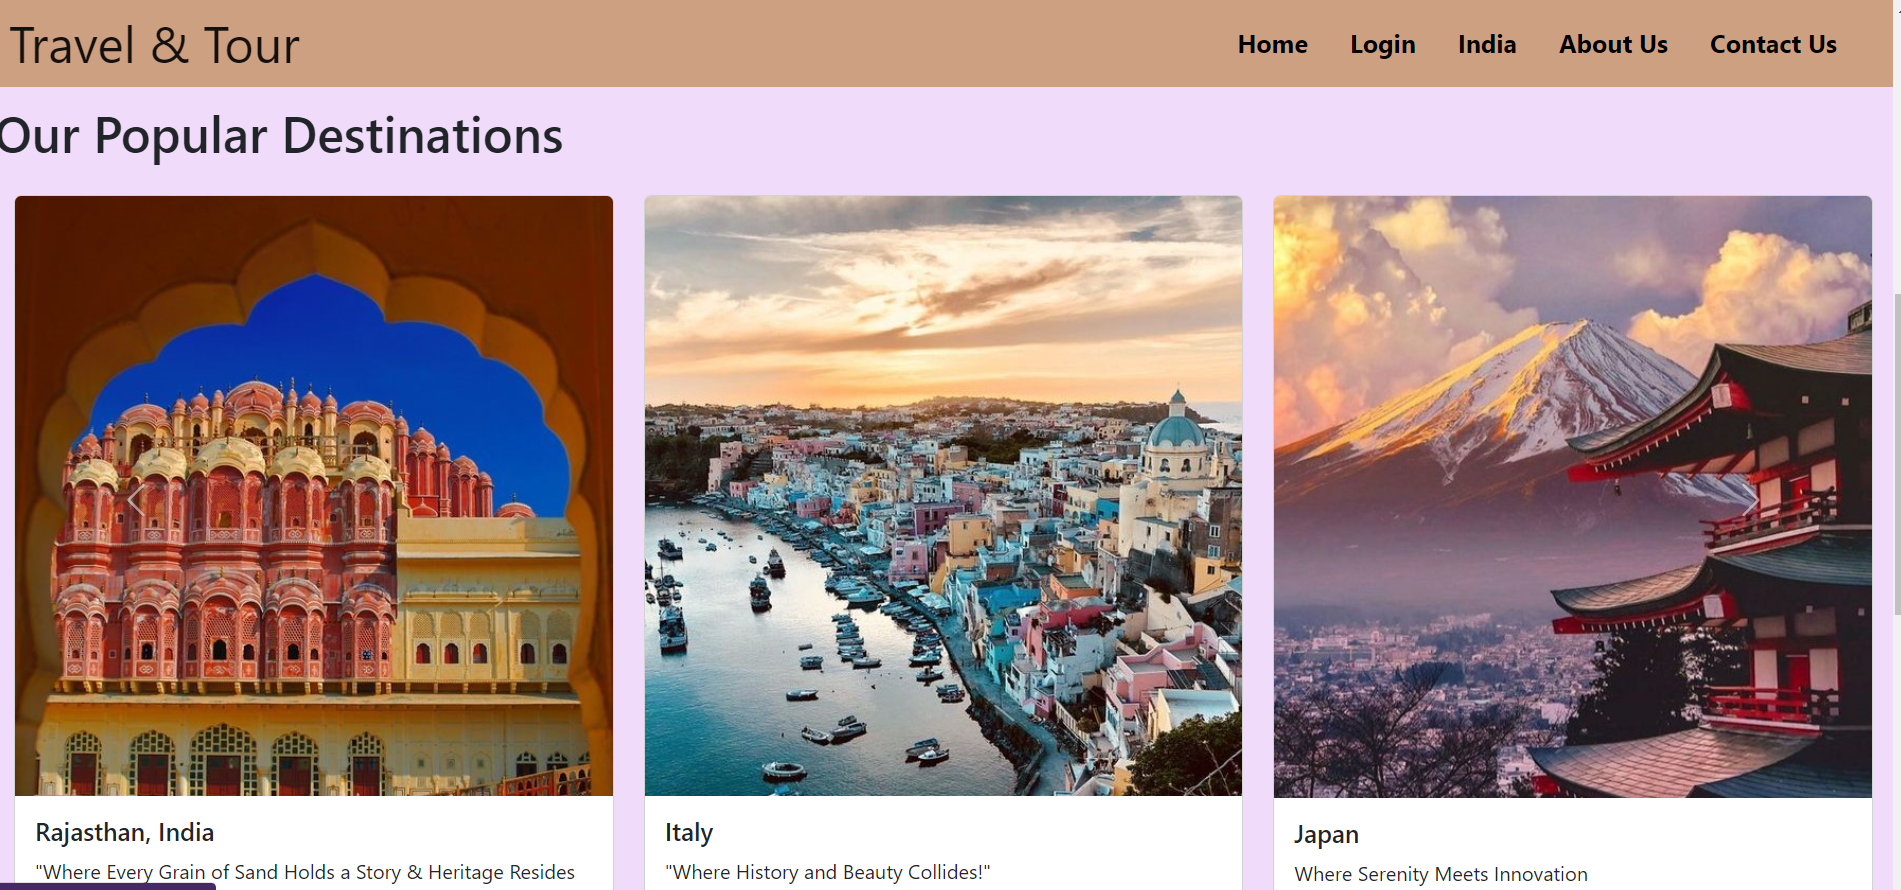 Travel & Tour
Home Login India About Us Contact Us
Our Popular Destinations
Rajasthan, India
"Where Every Grain of Sand Holds a Story & Heritage Resides
Italy
"Where History and Beauty Collides!"
Japan
Where Serenity Meets Innovation